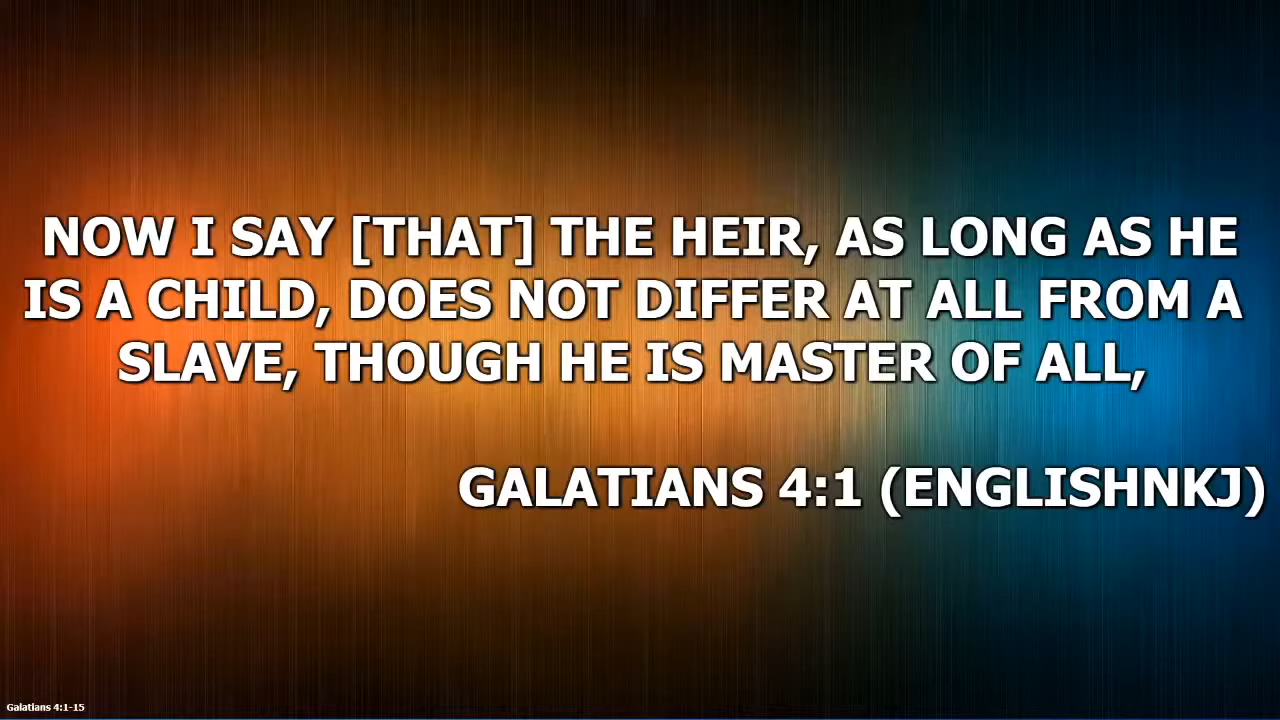 NOW I SAY [THAT] THE HEIR, AS LONG AS HE
IS A CHILD, DOES NOT DIFFER AT ALL FROM A
SLAVE, THOUGH HE IS MASTER OF ALL,
GALATIANS 4:1 (ENGLISHNKJ)
Galatians 4:1-15